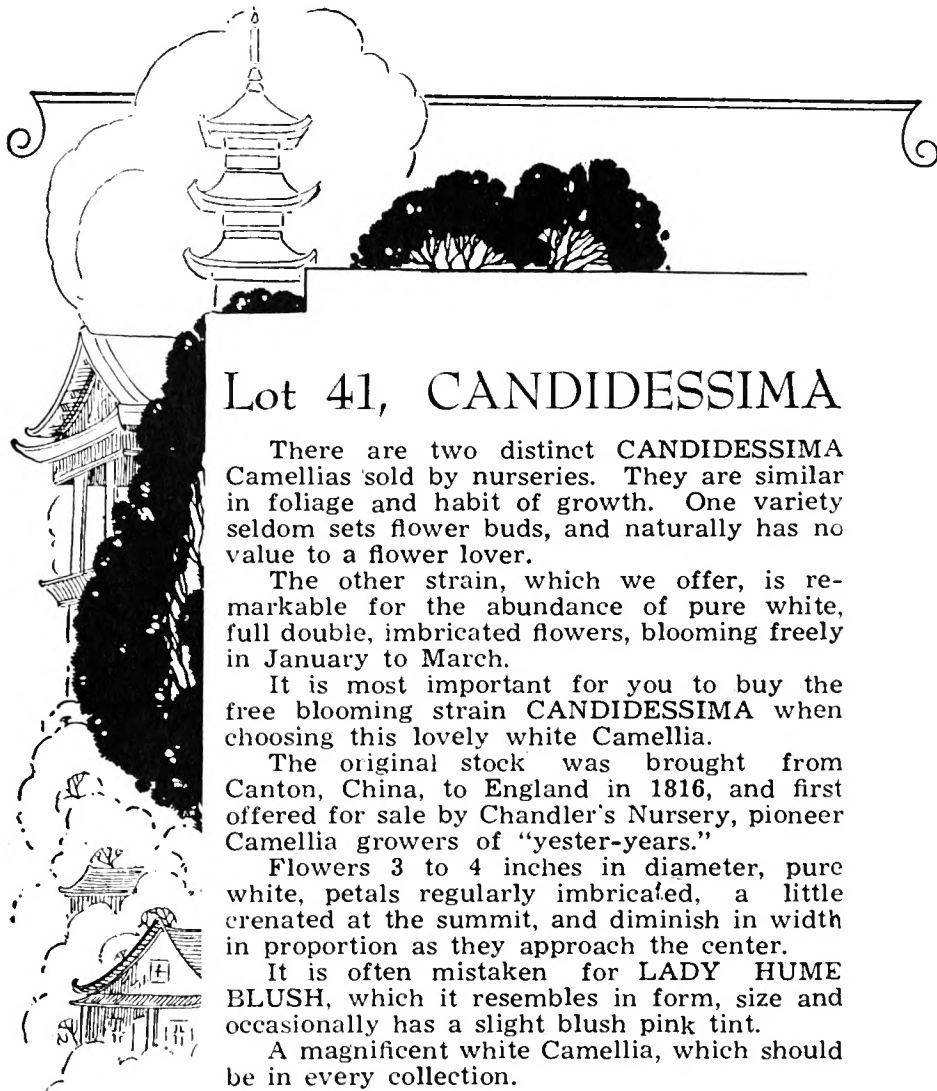 Lot 41, CANDIDESSIMA
There are two distinct CANDIDESSIMA
Camellias sold by nurseries. They are similar
in foliage and habit of growth. One variety
seldom sets flower buds, and naturally has no
value to a flower lover.
The other strain, which we offer, is re-
markable for the abundance of pure white,
full double, imbricated flowers, blooming freely
in January to March.
It is most important for you to buy the
free blooming strain CANDIDESSIMA when
choosing this lovely white Camellia.
The original stock was brought from
Canton, China, to England in 1816, and first
offered for sale by Chandler's Nursery, pioneer
Camellia growers of "yester-years."
Flowers 3 to 4 inches in diameter, pure
white, petals regularly imbricated, a little
crenated at the summit, and diminish in width
in proportion as they approach the center.
It is often mistaken for LADY HUME
BLUSH, which it resembles in form, size and
occasionally has a slight blush pink tint.
A magnificent white Camellia, which should
be in every collection.